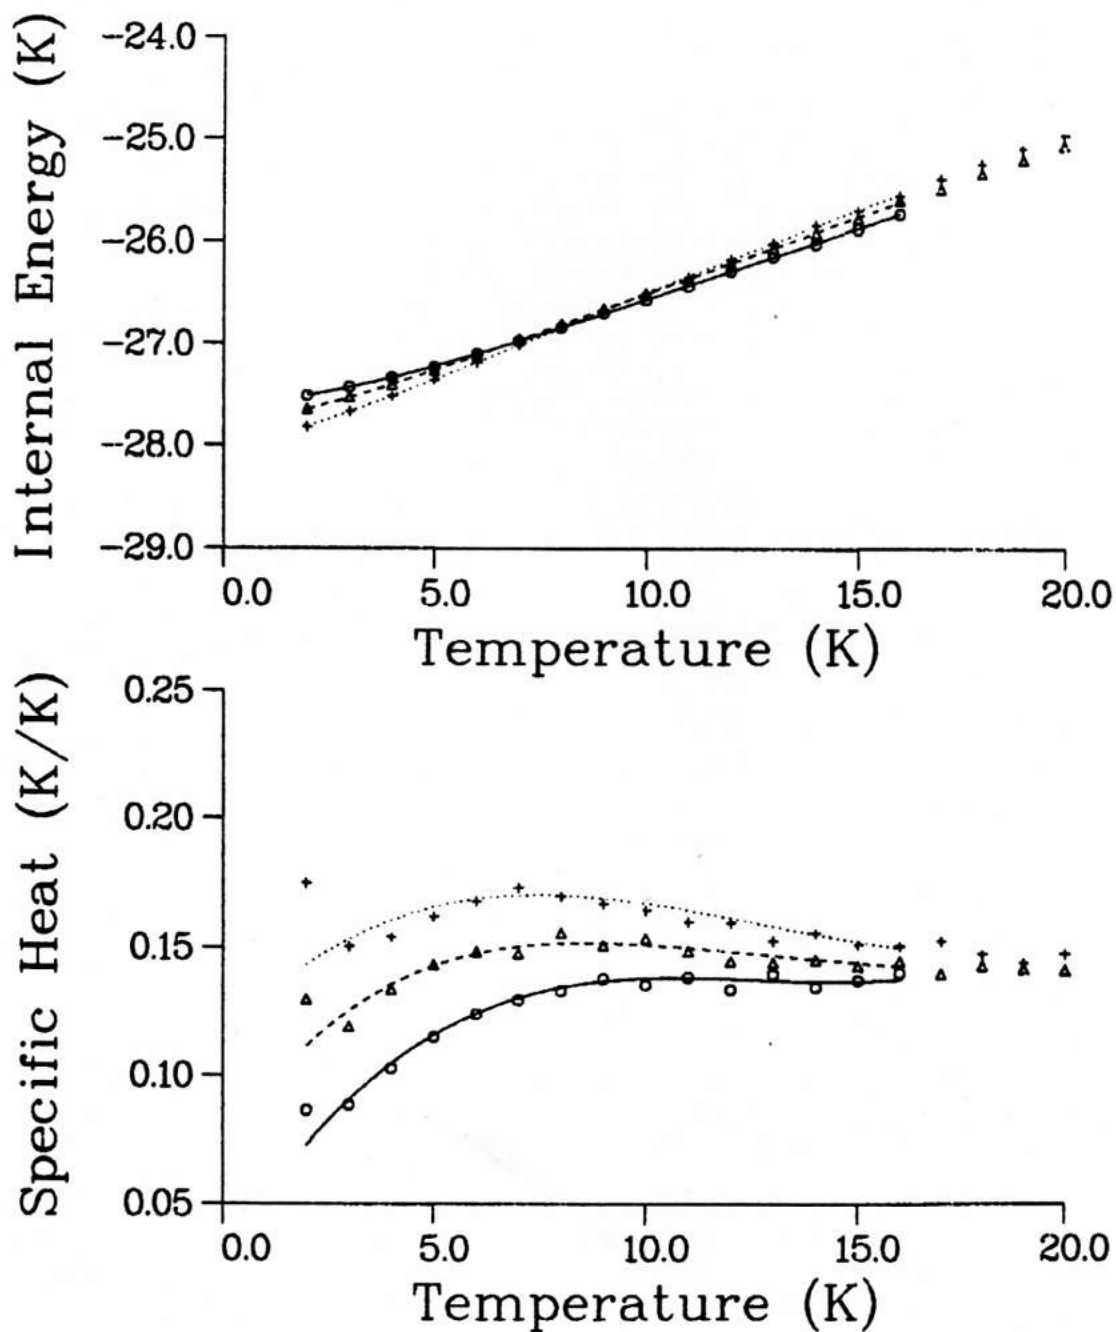 Internal Energy (K)
-24.0
-25.0
-26.0
-27.0
-28.0
-29.0
0.0 5.0 10.0 15.0 20.0
Temperature (K)
Specific Heat (K/K)
0.25
0.20
0.15
0.10
0.05
0.0 5.0 10.0 15.0 20.0
Temperature (K)